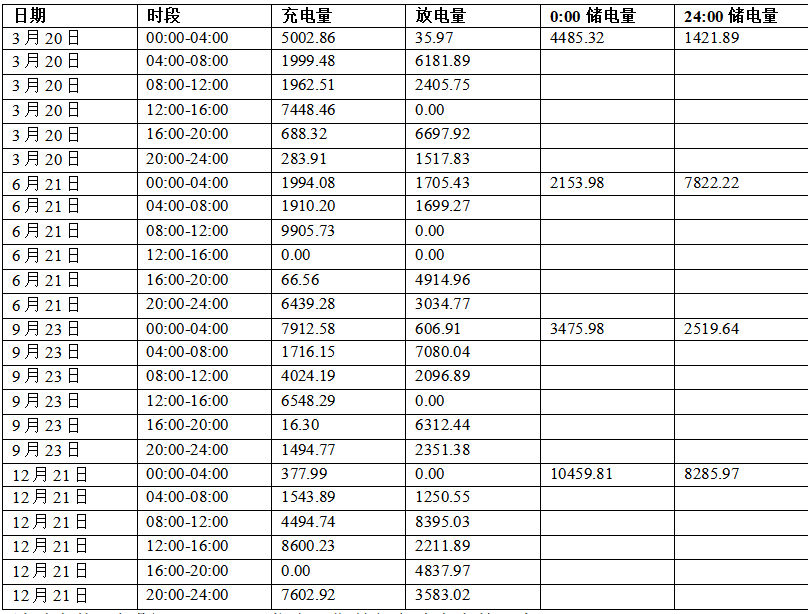 日期 时段 充电量 放电量 0:00 储电量 24:00 储电量
3 月 20 日 00:00-04:00 5002.86 35.97 4485.32 1421.89
3 月 20 日 04:00-08:00 1999.48 6181.89
3 月 20 日 08:00-12:00 1962.51 2405.75
3 月 20 日 12:00-16:00 7448.46 0.00
3 月 20 日 16:00-20:00 688.32 6697.92
3 月 20 日 20:00-24:00 283.91 1517.83
6 月 21 日 00:00-04:00 1994.08 1705.43 2153.98 7822.22
6 月 21 日 04:00-08:00 1910.20 1699.27
6 月 21 日 08:00-12:00 9905.73 0.00
6 月 21 日 12:00-16:00 0.00 0.00
6 月 21 日 16:00-20:00 66.56 4914.96
6 月 21 日 20:00-24:00 6439.28 3034.77
9 月 23 日 00:00-04:00 7912.58 606.91 3475.98 2519.64
9 月 23 日 04:00-08:00 1716.15 7080.04
9 月 23 日 08:00-12:00 4024.19 2096.89
9 月 23 日 12:00-16:00 6548.29 0.00
9 月 23 日 16:00-20:00 16.30 6312.44
9 月 23 日 20:00-24:00 1494.77 2351.38
12 月 21 日 00:00-04:00 377.99 0.00 10459.81 8285.97
12 月 21 日 04:00-08:00 1543.89 1250.55
12 月 21 日 08:00-12:00 4494.74 8395.03
12 月 21 日 12:00-16:00 8600.23 2211.89
12 月 21 日 16:00-20:00 0.00 4837.97
12 月 21 日 20:00-24:00 7602.92 3583.02